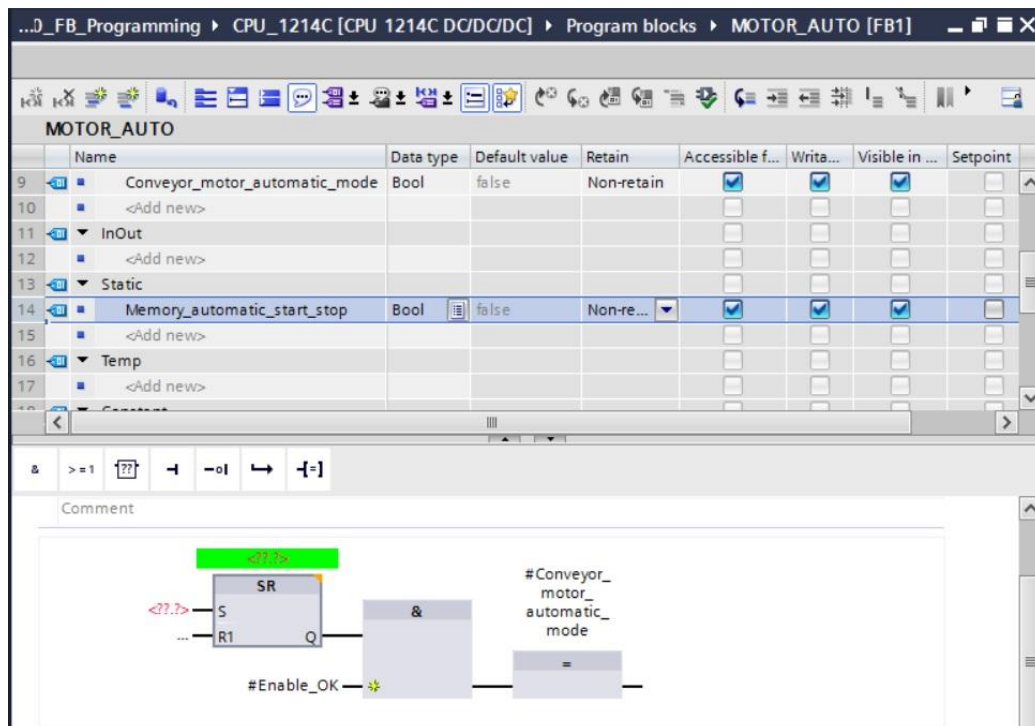 ...0_FB_Programming ▸ CPU_1214C [CPU 1214C DC/DC/DC] ▸ Program blocks ▸ MOTOR_AUTO [FB1]
MOTOR_AUTO
Name Data type Default value Retain Accessible f... Writa... Visible in ... Setpoint
9 Conveyor_motor_automatic_mode Bool false Non-retain
10 <Add new>
11 InOut
12 <Add new>
13 Static
14 Memory_automatic_start_stop Bool false Non-re...
15 <Add new>
16 Temp
17 <Add new>
18 Constant
& >=1 ?? -[=]
Comment
<??.?>
SR
<??.?> S
... R1 Q
&
#Enable_OK
#Conveyor_
motor_
automatic_
mode
=